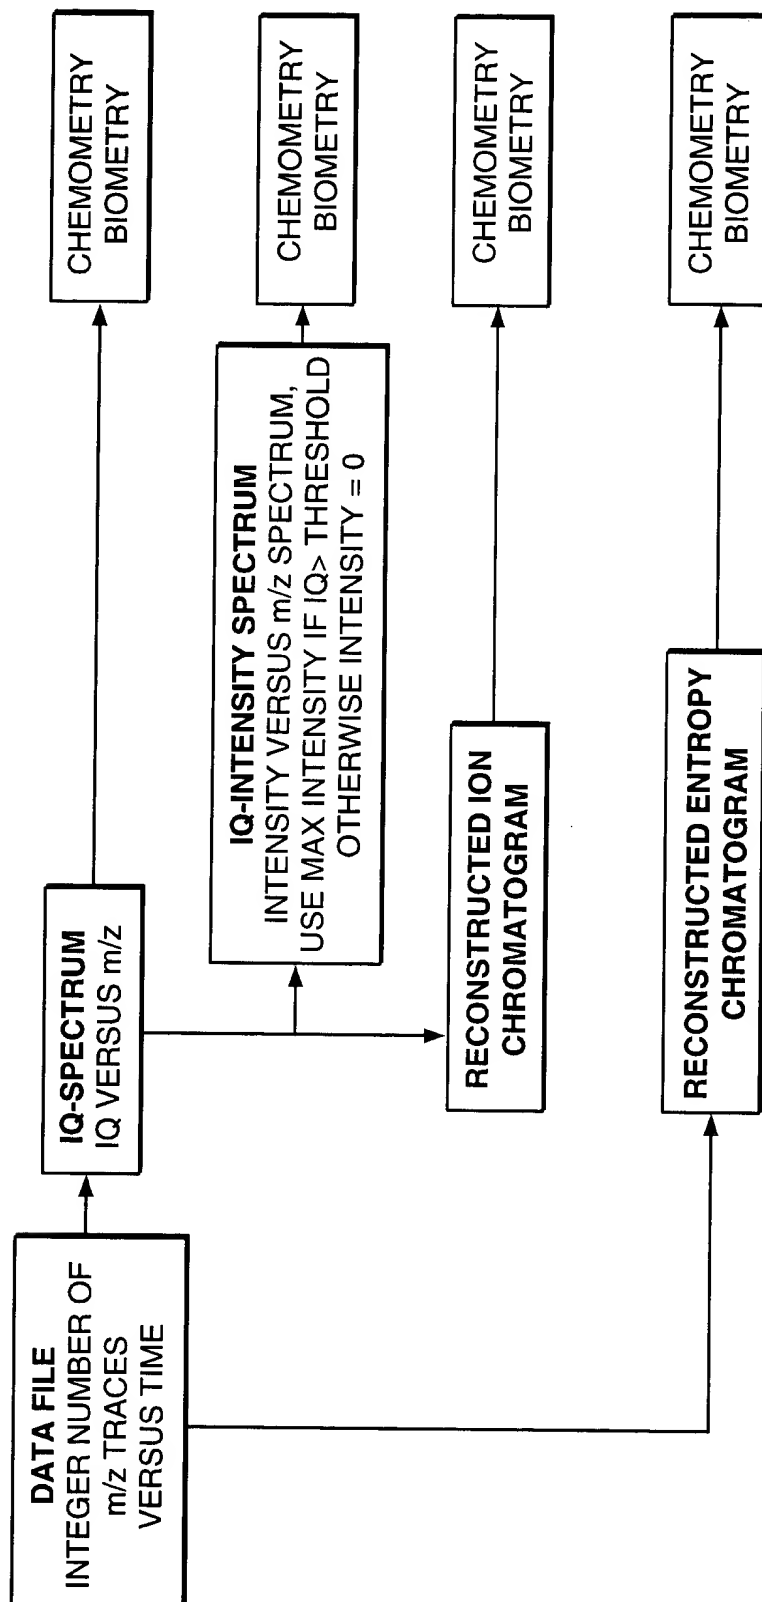 DATA FILE
INTEGER NUMBER OF
m/z TRACES
VERSUS TIME
IQ-SPECTRUM
IQ VERSUS m/z
CHEMOMETRY
BIOMETRY
IQ-INTENSITY SPECTRUM
INTENSITY VERSUS m/z SPECTRUM,
USE MAX INTENSITY IF IQ> THRESHOLD
OTHERWISE INTENSITY = 0
CHEMOMETRY
BIOMETRY
RECONSTRUCTED ION
CHROMATOGRAM
CHEMOMETRY
BIOMETRY
RECONSTRUCTED ENTROPY
CHROMATOGRAM
CHEMOMETRY
BIOMETRY